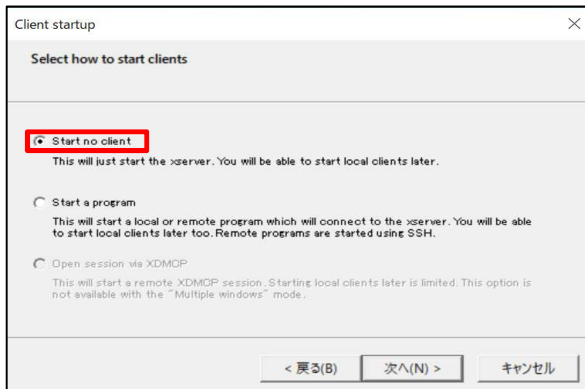 Client startup
Select how to start clients
Start no client
This will just start the xserver. You will be able to start local clients later.
Start a program
This will start a local or remote program which will connect to the xserver. You will be able
to start local clients later too. Remote programs are started using SSH.
Open session via XDMCP
This will start a remote XDMCP session. Starting local clients later is limited. This option is
not available with the "Multiple windows" mode.
< 戻る(B)
次へ(N) >
キャンセル